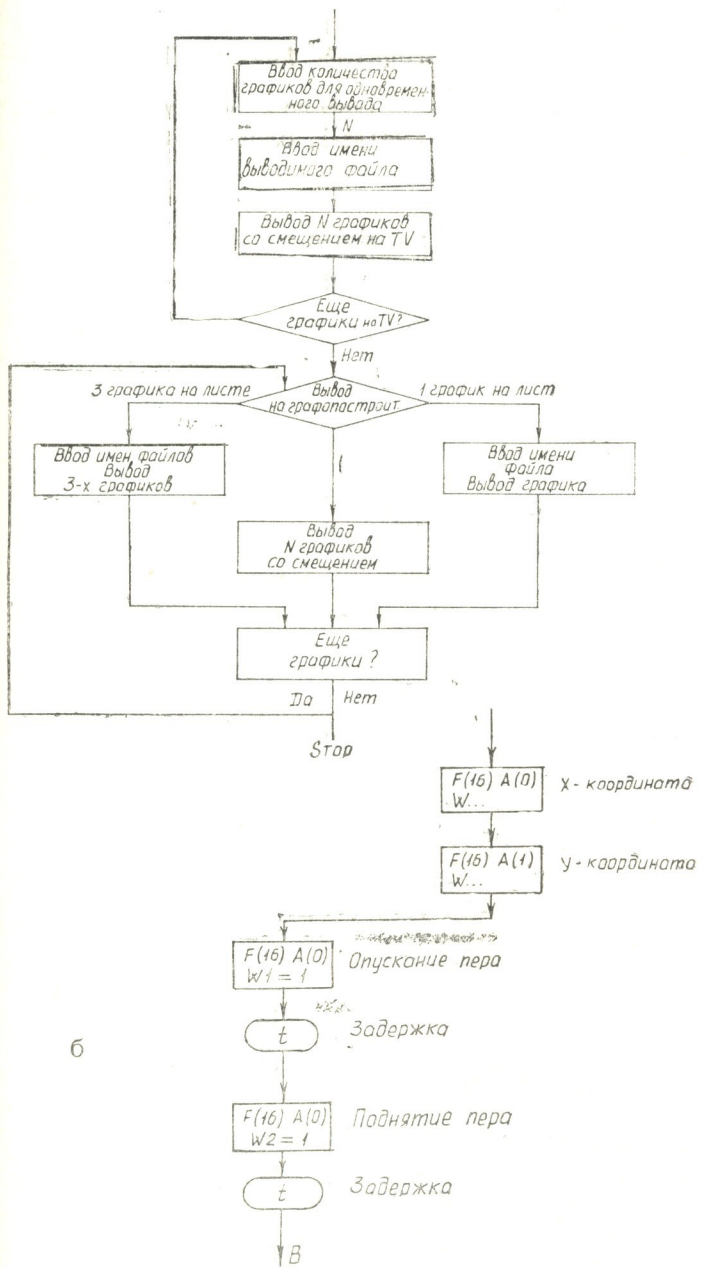 Ввод количества
графиков для одновремен-
ного вывада
N
Ввод имени
выводимого файла
Вывод N графиков
со смещением на TV
Еще
графики на TV?
Нет
3 графика на листе
Вывод
на графопастроит.
1 график на лист
Ввод имен файлов
Вывод
3-х графиков
Ввод имени
файла
Вывод графика
Вывод
N графиков
со смещением
Еще
графики?
Да Нет
Stop
F(16) A(0)
W...
X - координата
F(16) A(1)
W...
У - координата
F(16) A(0)
W1 = 1
Опускание пера
t
Задержка
б
F(16) A(0)
W2 = 1
Поднятие пера
t
Задержка
В